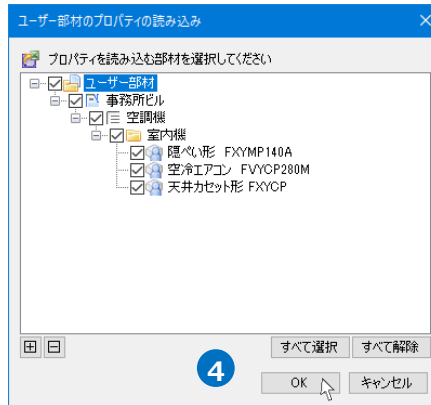 ユーザー部材のプロパティの読み込み
プロパティを読み込む部材を選択してください
ユーザー部材
事務所ビル
空調機
室内機
隠ぺい形 FXYMP140A
空冷エアコン FVYCP280M
天井カセット形 FXYCP
すべて選択 すべて解除
4
OK キャンセル